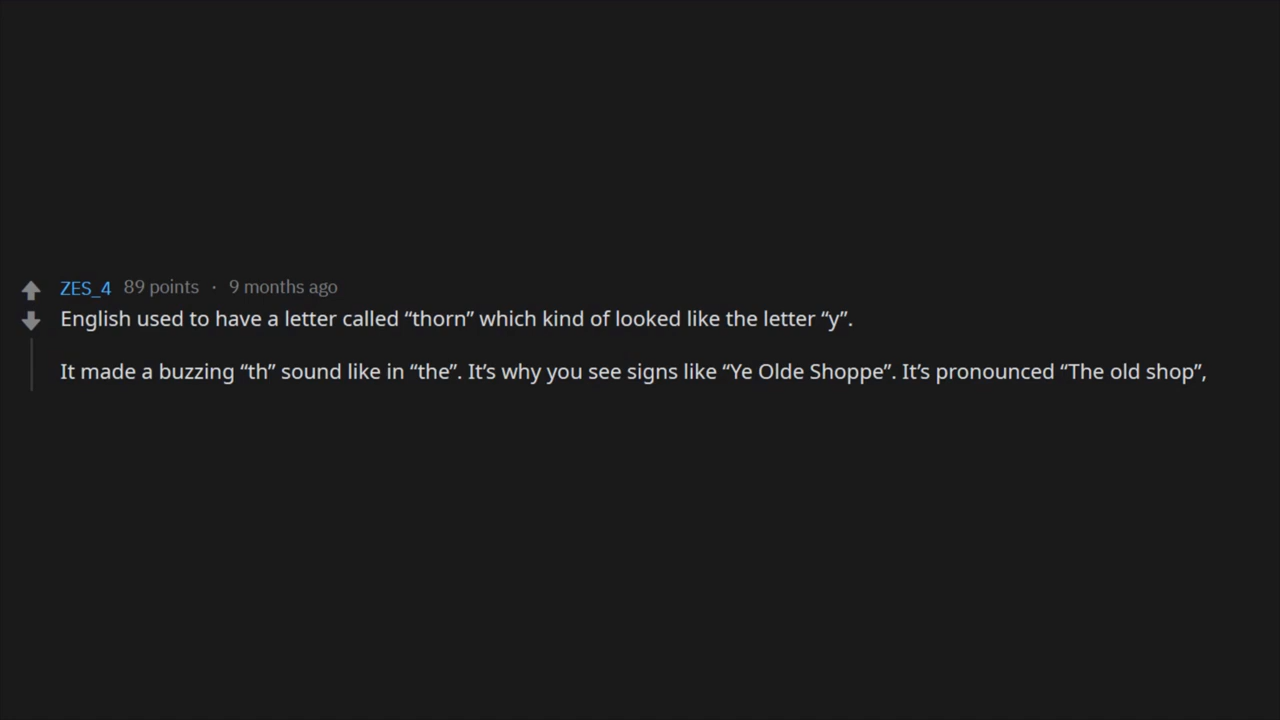 ZES_4 89 points · 9 months ago
English used to have a letter called “thorn” which kind of looked like the letter “y”.
It made a buzzing “th” sound like in “the”. It’s why you see signs like “Ye Olde Shoppe”. It’s pronounced “The old shop”,